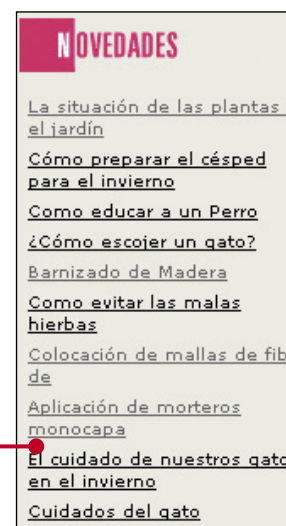 NOVEDADES
La situación de las plantas
el jardín
Cómo preparar el césped
para el invierno
Como educar a un Perro
¿Cómo escojer un gato?
Barnizado de Madera
Como evitar las malas
hierbas
Colocación de mallas de fib
de
Aplicación de morteros
monocapa
El cuidado de nuestros gato
en el invierno
Cuidados del gato